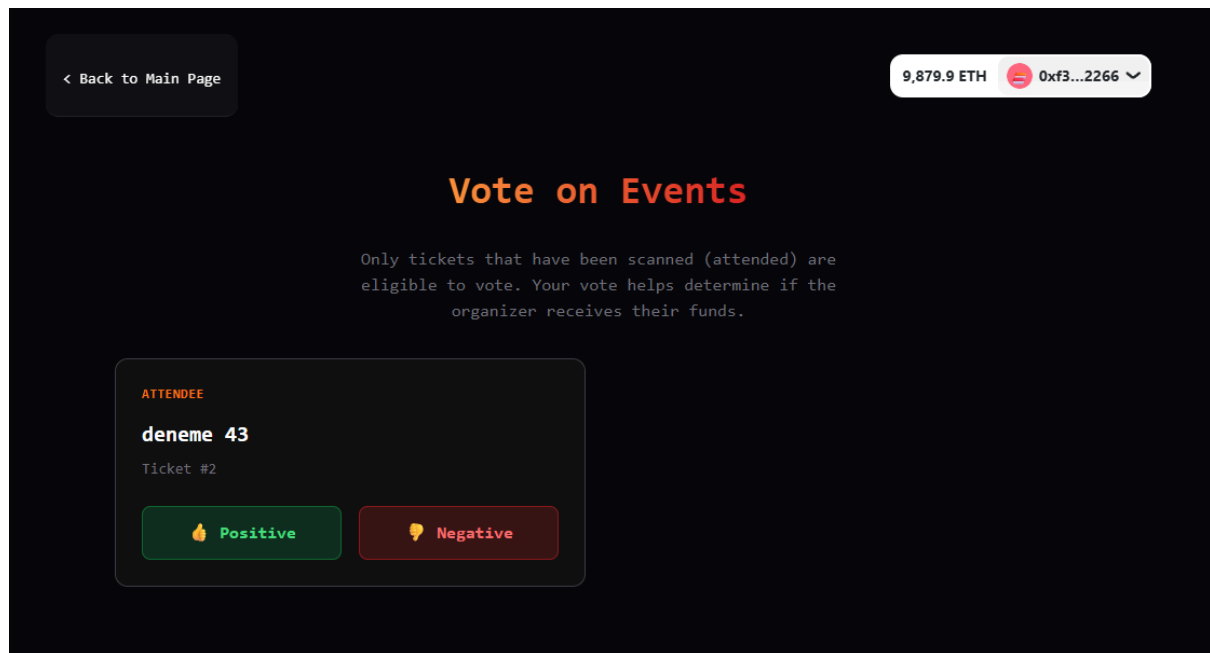 < Back to Main Page
9,879.9 ETH 0xf3...2266
Vote on Events
Only tickets that have been scanned (attended) are
eligible to vote. Your vote helps determine if the
organizer receives their funds.
ATTENDEE
deneme 43
Ticket #2
👍 Positive
👎 Negative